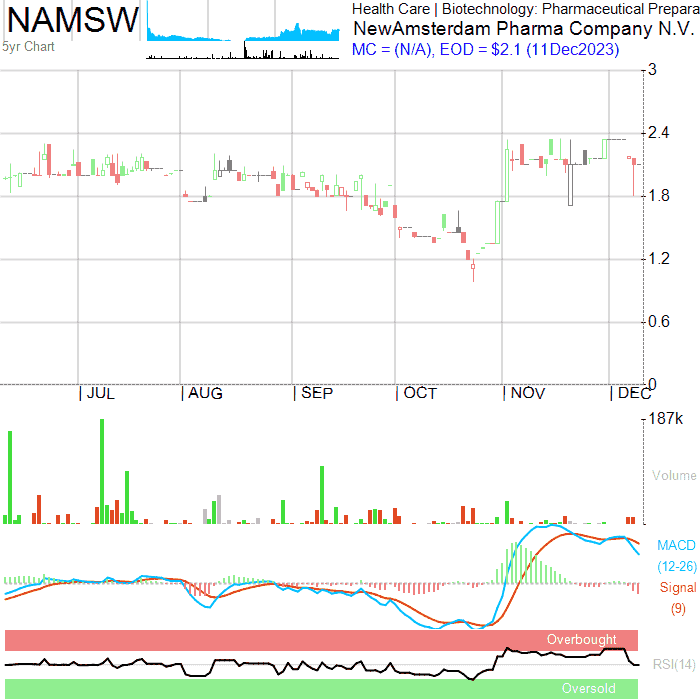 NAMSW
5yr Chart
Health Care | Biotechnology: Pharmaceutical Prepara
NewAmsterdam Pharma Company N.V.
MC = (N/A), EOD = $2.1 (11Dec2023)
3
2.4
1.8
1.2
0.6
0
| JUL | AUG | SEP | OCT | NOV | DEC
187k
Volume
MACD
(12-26)
Signal
(9)
Overbought
RSI(14)
Oversold